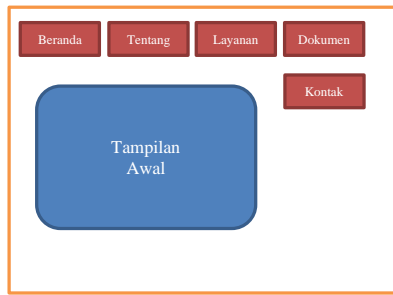 Beranda
Tentang
Layanan
Dokumen
Kontak
Tampilan
Awal